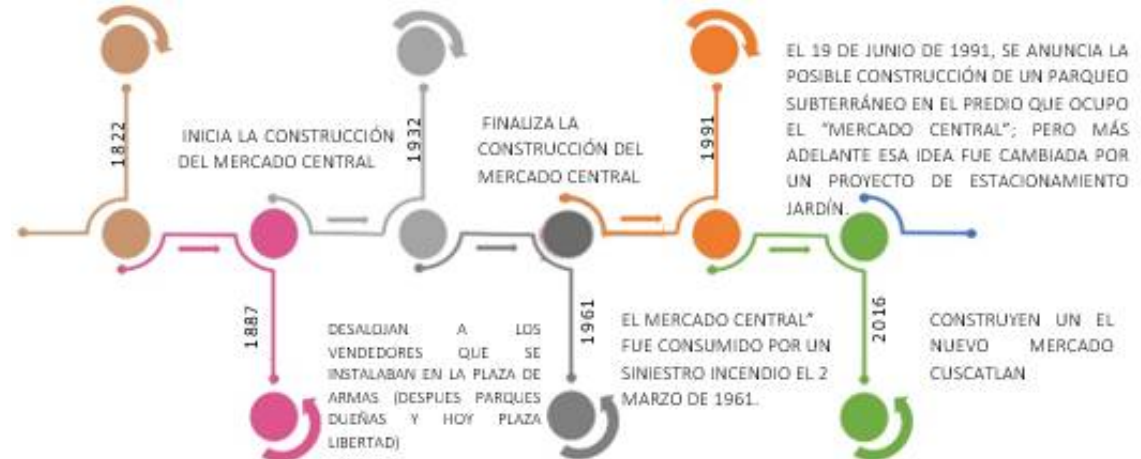 1822
INICIA LA CONSTRUCCIÓN
DEL MERCADO CENTRAL
1887
DESALOJAN A LOS
VENDEDORES QUE SE
INSTALABAN EN LA PLAZA DE
ARMAS (DESPUES PARQUES
DUEÑAS Y HOY PLAZA
LIBERTAD)
1932
FINALIZA LA
CONSTRUCCIÓN DEL
MERCADO CENTRAL
1961
EL MERCADO CENTRAL"
FUE CONSUMIDO POR UN
SINIESTRO INCENDIO EL 2
MARZO DE 1961.
1991
EL 19 DE JUNIO DE 1991, SE ANUNCIA LA
POSIBLE CONSTRUCCIÓN DE UN PARQUEO
SUBTERRÁNEO EN EL PREDIO QUE OCUPO
EL "MERCADO CENTRAL"; PERO MÁS
ADELANTE ESA IDEA FUE CAMBIADA POR
UN PROYECTO DE ESTACIONAMIENTO
JARDÍN.
2016
CONSTRUYEN UN EL
NUEVO MERCADO
CUSCATLAN